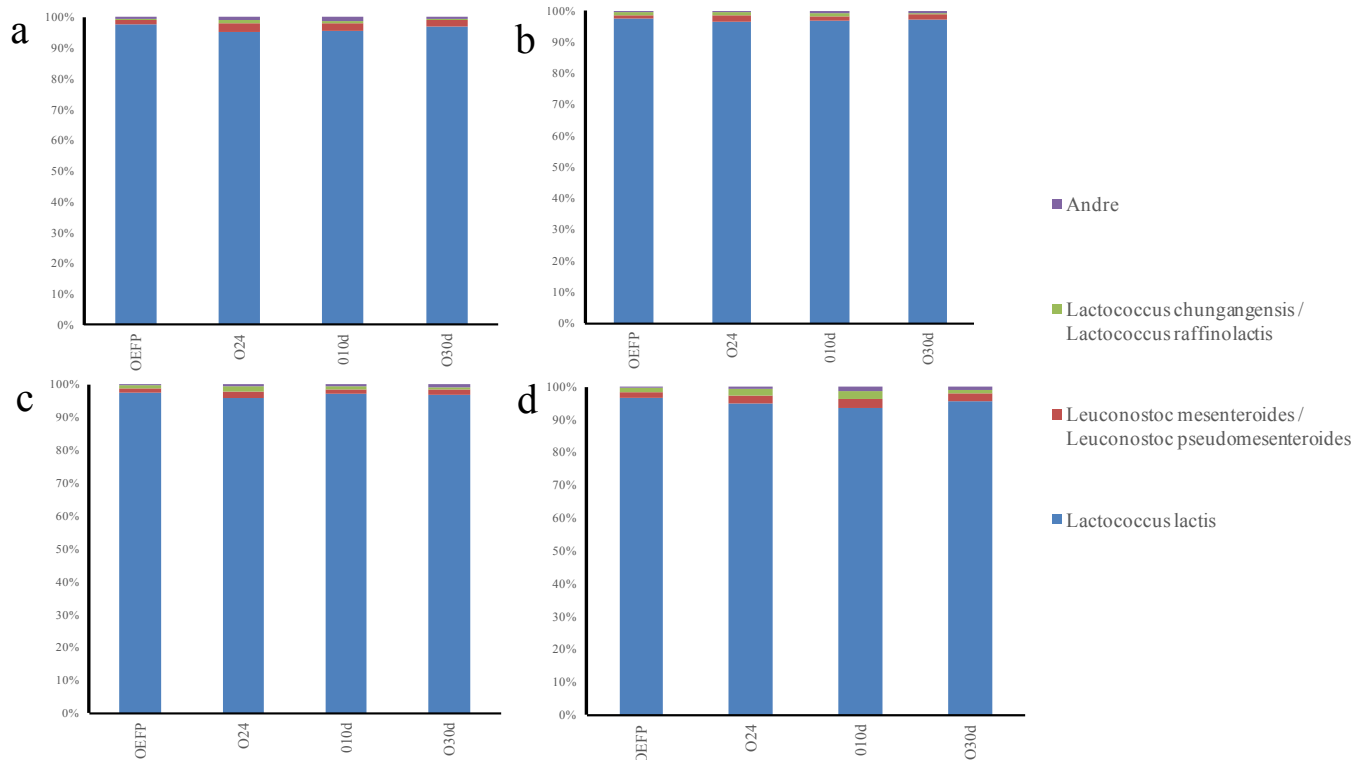 a
100%
90%
80%
70%
60%
50%
40%
30%
20%
10%
0%
OEFP
O24
010d
O30d
b
100%
90%
80%
70%
60%
50%
40%
30%
20%
10%
0%
OEFP
O24
010d
O30d
c
100%
90%
80%
70%
60%
50%
40%
30%
20%
10%
0%
OEFP
O24
010d
O30d
d
100%
90%
80%
70%
60%
50%
40%
30%
20%
10%
0%
OEFP
O24
010d
O30d
Andre
Lactococcus chungangensis /
Lactococcus raffinolactis
Leuconostoc mesenteroides /
Leuconostoc pseudomesenteroides
Lactococcus lactis